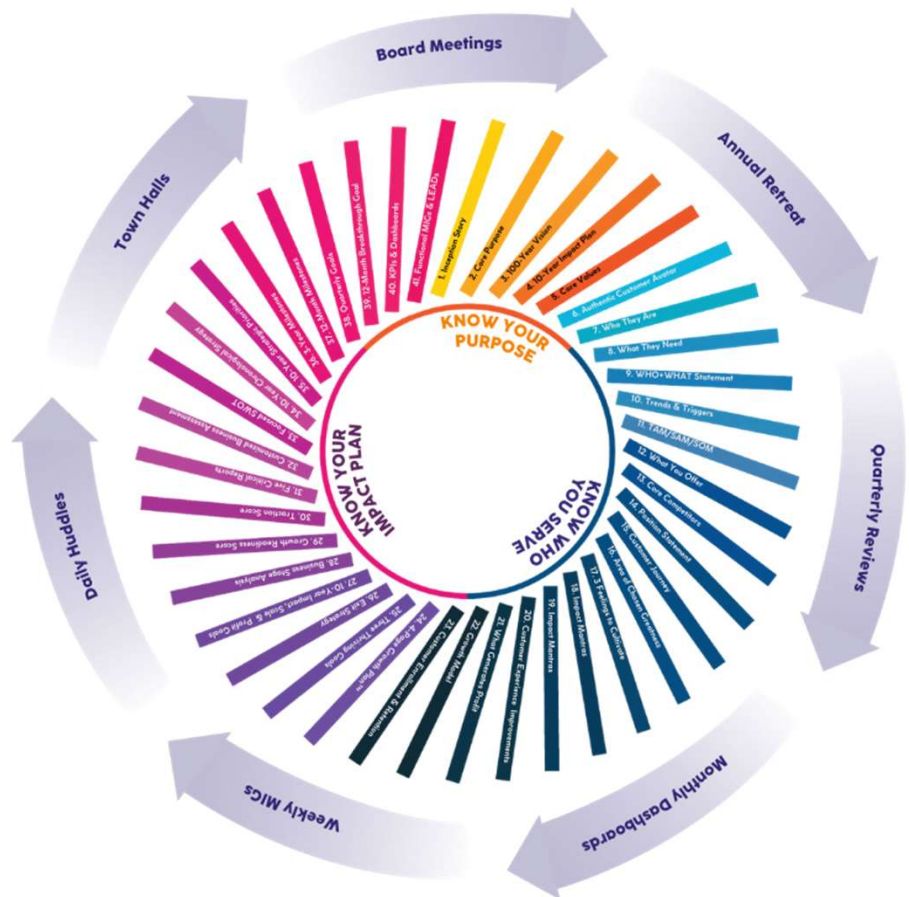 Board Meetings
Annual Retreat
Quarterly Reviews
Monthly Dashboards
Weekly MIGs
Daily Huddles
Town Halls
KNOW YOUR
PURPOSE
KNOW WHO
YOU SERVE
KNOW YOUR
IMPACT PLAN
1. Inception Story
2. Core Purpose
3. 100-Year Vision
4. 10-Year Impact Plan
5. Core Values
6. Authentic Customer Avatar
7. Who They Are
8. What They Need
9. WHO+WHAT Statement
10. Trends & Triggers
11. TAM/SAM/SOM
12. What You Offer
13. Core Competitors
14. Position Statement
15. Customer Journey
16. Area of Chosen Greatness
17. 3 Feelings to Cultivate
18. Impact Mantras
19. Impact Mantras
20. Customer Experience Improvements
21. What Generates Profit
22. Growth Model
23. Customer Enrollment & Retention
24. Page Growth Plan™
25. Three Thriving Goals
26. Exit Strategy
27. 10-Year Impact, Scale & Profit Goals
28. Business Stage Analysis
29. Growth Readiness Score
30. Traction Score
31. Five Critical Reports
32. Customized Business Assessment
33. Focused SWOT
34. 10-Year Chronological Strategy
35. 10-Year Strategic Priorities
36. 3-Year Milestones
37. 12-Month Milestones
38. Quarterly Goals
39. 12-Month Breakthrough Goal
40. KPIs & Dashboards
41. Functional MIGs & LEADs